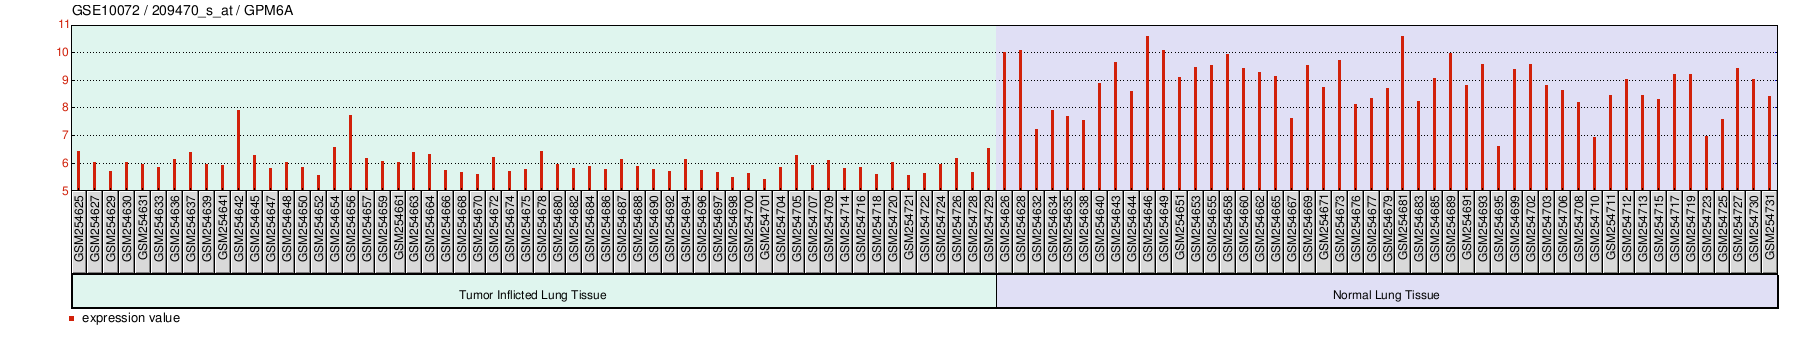 GSE10072 / 209470_s_at / GPM6A
11
10
9
8
7
6
5
GSM254625
GSM254627
GSM254629
GSM254630
GSM254631
GSM254633
GSM254636
GSM254637
GSM254639
GSM254641
GSM254642
GSM254645
GSM254647
GSM254648
GSM254650
GSM254652
GSM254654
GSM254656
GSM254657
GSM254659
GSM254661
GSM254663
GSM254664
GSM254666
GSM254668
GSM254670
GSM254672
GSM254674
GSM254675
GSM254678
GSM254680
GSM254682
GSM254684
GSM254686
GSM254687
GSM254688
GSM254690
GSM254692
GSM254694
GSM254696
GSM254697
GSM254698
GSM254700
GSM254701
GSM254704
GSM254705
GSM254707
GSM254709
GSM254714
GSM254716
GSM254718
GSM254720
GSM254721
GSM254722
GSM254724
GSM254726
GSM254728
GSM254729
GSM254626
GSM254628
GSM254632
GSM254634
GSM254635
GSM254638
GSM254640
GSM254643
GSM254644
GSM254646
GSM254649
GSM254651
GSM254653
GSM254655
GSM254658
GSM254660
GSM254662
GSM254665
GSM254667
GSM254669
GSM254671
GSM254673
GSM254676
GSM254677
GSM254679
GSM254681
GSM254683
GSM254685
GSM254689
GSM254691
GSM254693
GSM254695
GSM254699
GSM254702
GSM254703
GSM254706
GSM254708
GSM254710
GSM254711
GSM254712
GSM254713
GSM254715
GSM254717
GSM254719
GSM254723
GSM254725
GSM254727
GSM254730
GSM254731
Tumor Inflicted Lung Tissue
Normal Lung Tissue
expression value